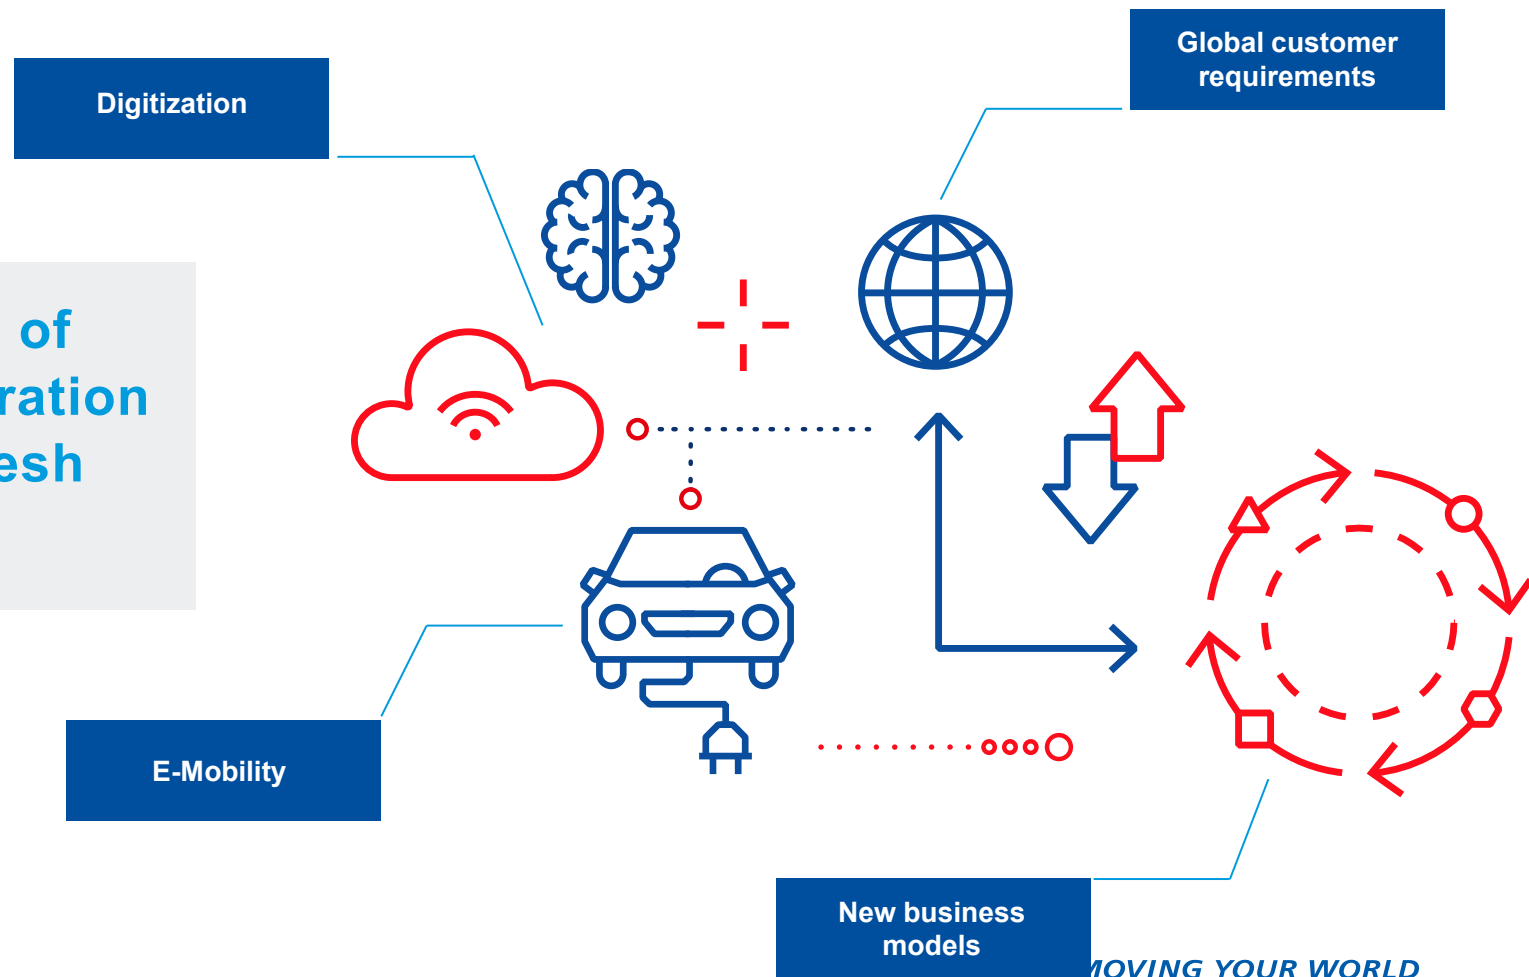 Global customer
requirements
Digitization
of
ration
esh
E-Mobility
New business
models
MOVING YOUR WORLD